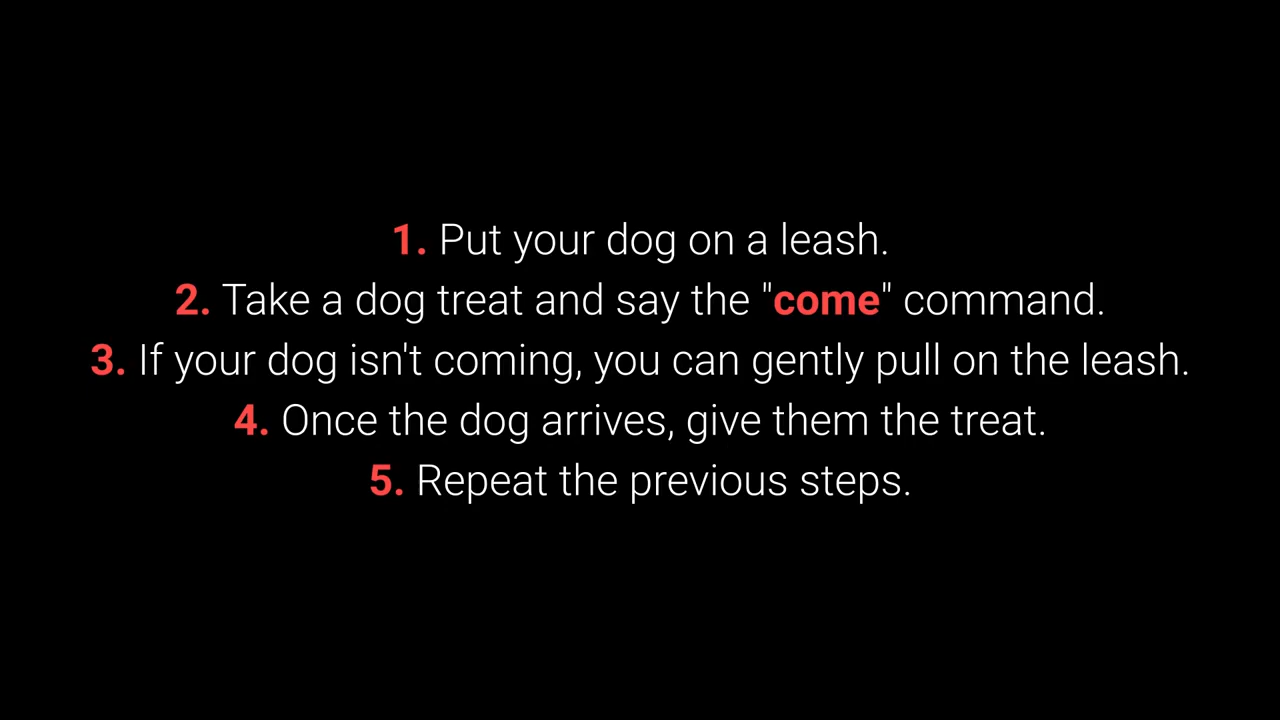 1. Put your dog on a leash.
2. Take a dog treat and say the "come" command.
3. If your dog isn't coming, you can gently pull on the leash.
4. Once the dog arrives, give them the treat.
5. Repeat the previous steps.